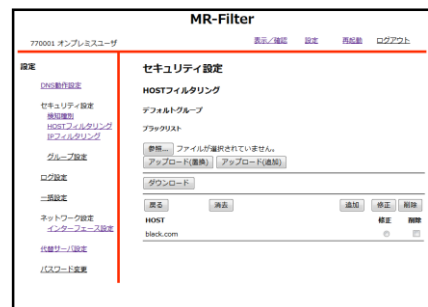 MR-Filter
770001 オンプレミスユーザ
表示／確認 設定 再起動 ログアウト
設定
DNS動作設定
セキュリティ設定
検知種別
HOSTフィルタリング
IPフィルタリング
グループ設定
ログ設定
一括設定
ネットワーク設定
インターフェース設定
代替サーバ設定
パスワード変更
セキュリティ設定
HOSTフィルタリング
デフォルトグループ
ブラックリスト
参照... ファイルが選択されていません。
アップロード(置換) アップロード(追加)
ダウンロード
戻る 消去 追加 修正 削除
HOST 修正 削除
black.com